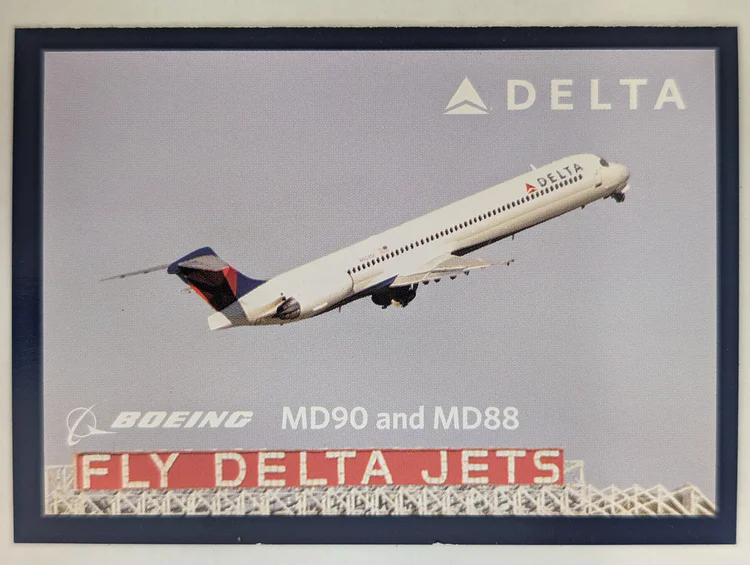 DELTA
DELTA
BOEING MD90 and MD88
FLY DELTA JETS